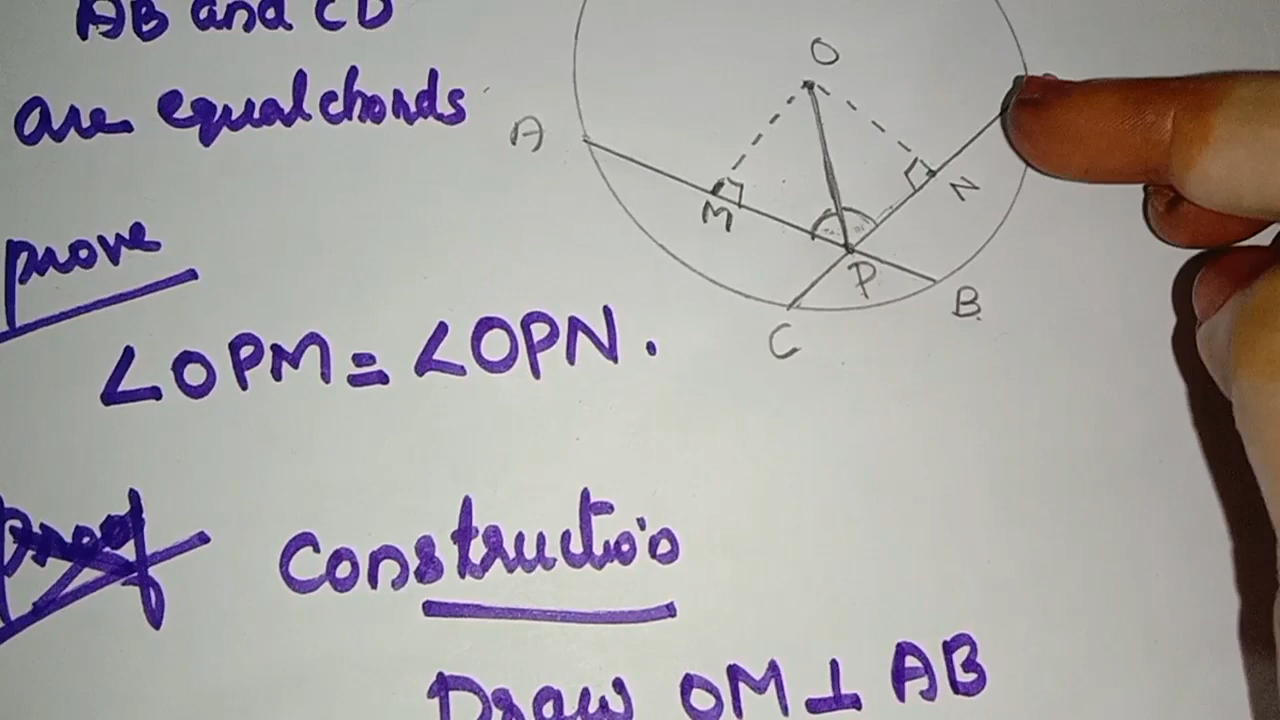 AB and CD
are equal chords
prove
∠OPM = ∠OPN.
Proof
Constructio's
Draw OM ⊥ AB
O
A
M
N
P
B
C